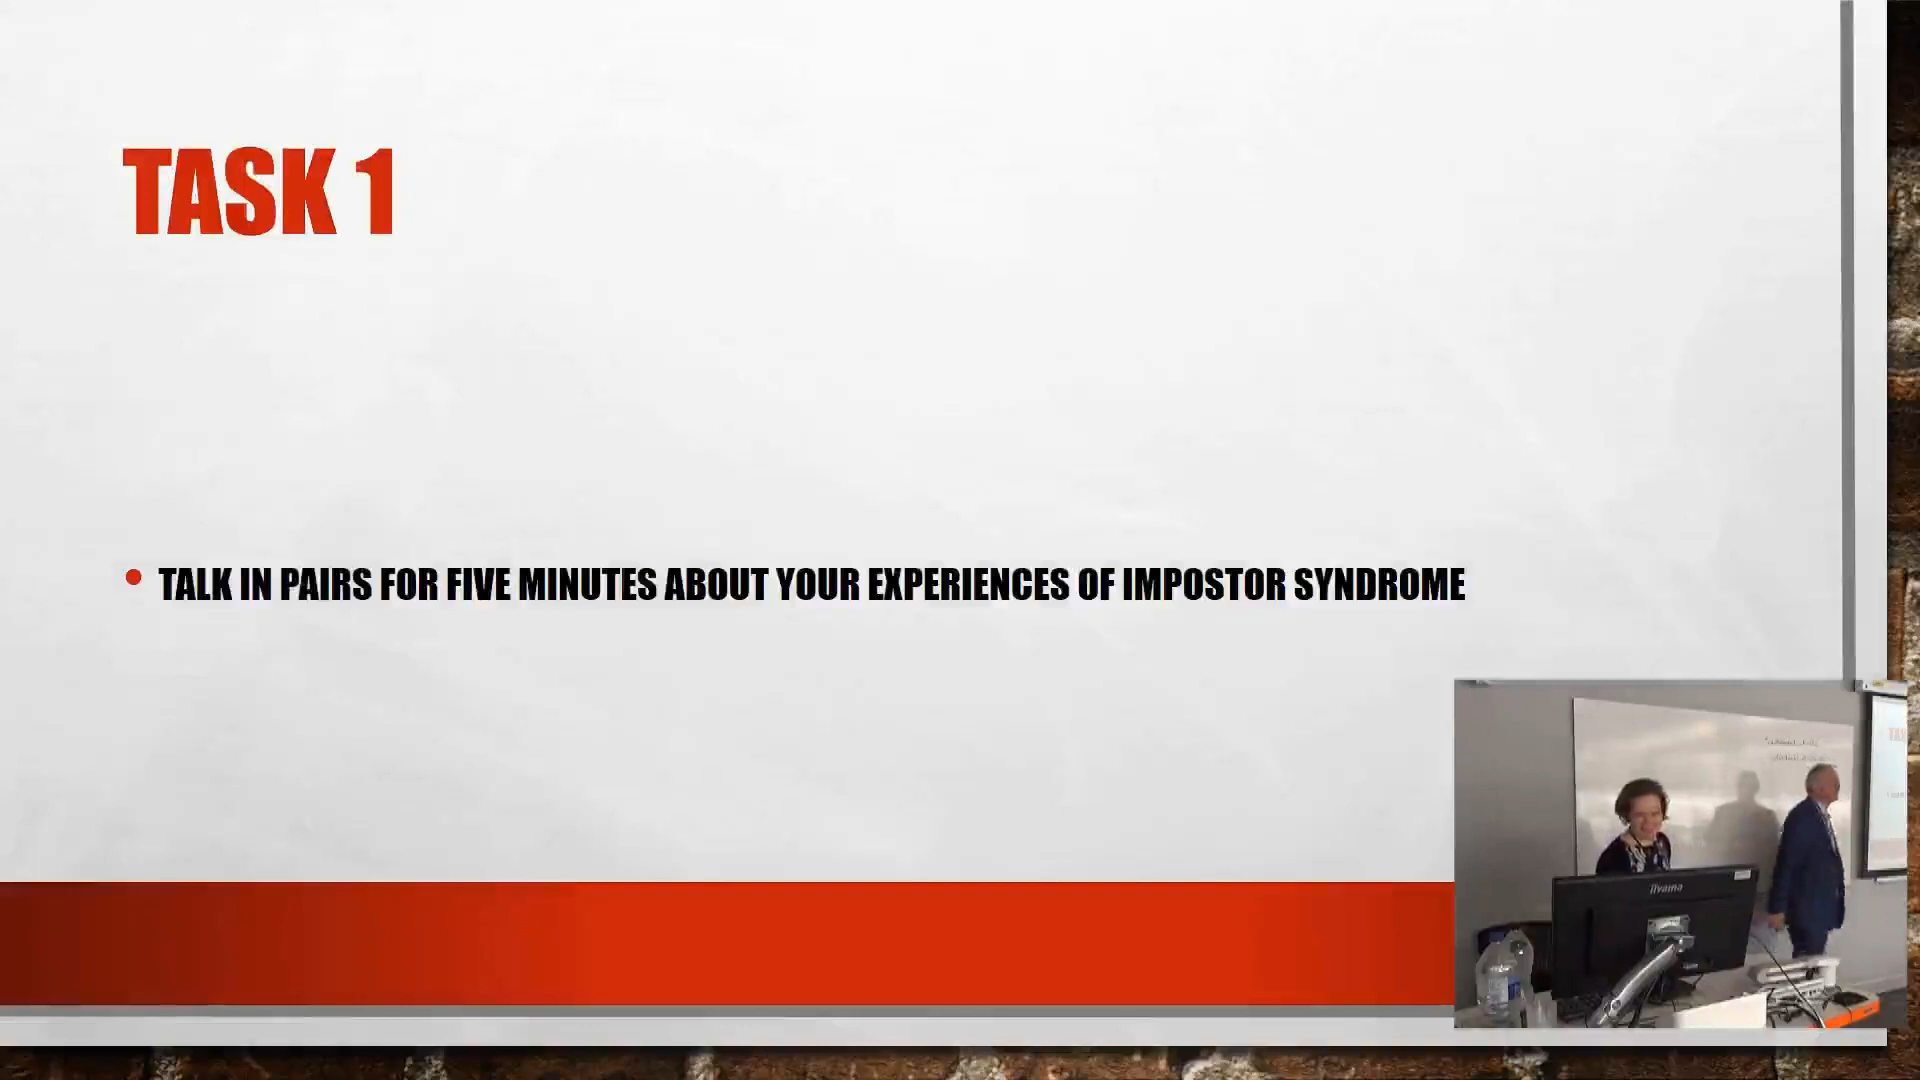 TASK 1
• TALK IN PAIRS FOR FIVE MINUTES ABOUT YOUR EXPERIENCES OF IMPOSTOR SYNDROME
iiyama